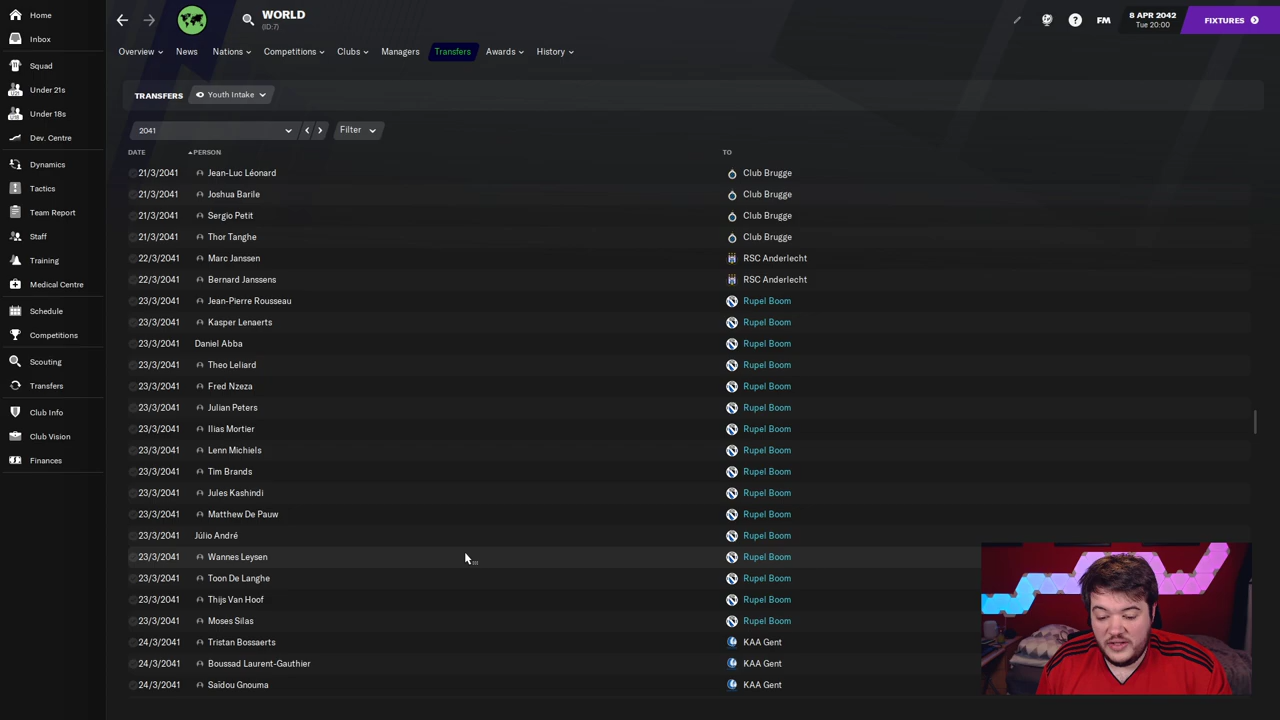 Home
Inbox
Squad
Under 21s
Under 18s
Dev. Centre
Dynamics
Tactics
Team Report
Staff
Training
Medical Centre
Schedule
Competitions
Scouting
Transfers
Club Info
Club Vision
Finances
WORLD
(ID:7)
FM
8 APR 2042
Tue 20:00
FIXTURES
Overview News Nations Competitions Clubs Managers Transfers Awards History
TRANSFERS Youth Intake
2041 Filter
DATE PERSON TO
21/3/2041 Jean-Luc Léonard Club Brugge
21/3/2041 Joshua Barile Club Brugge
21/3/2041 Sergio Petit Club Brugge
21/3/2041 Thor Tanghe Club Brugge
22/3/2041 Marc Janssen RSC Anderlecht
22/3/2041 Bernard Janssens RSC Anderlecht
23/3/2041 Jean-Pierre Rousseau Rupel Boom
23/3/2041 Kasper Lenaerts Rupel Boom
23/3/2041 Daniel Abba Rupel Boom
23/3/2041 Theo Leliard Rupel Boom
23/3/2041 Fred Nzeza Rupel Boom
23/3/2041 Julian Peters Rupel Boom
23/3/2041 Ilias Mortier Rupel Boom
23/3/2041 Lenn Michiels Rupel Boom
23/3/2041 Tim Brands Rupel Boom
23/3/2041 Jules Kashindi Rupel Boom
23/3/2041 Matthew De Pauw Rupel Boom
23/3/2041 Júlio André Rupel Boom
23/3/2041 Wannes Leysen Rupel Boom
23/3/2041 Toon De Langhe Rupel Boom
23/3/2041 Thijs Van Hoof Rupel Boom
23/3/2041 Moses Silas Rupel Boom
24/3/2041 Tristan Bossaerts KAA Gent
24/3/2041 Boussad Laurent-Gauthier KAA Gent
24/3/2041 Saïdou Gnouma KAA Gent